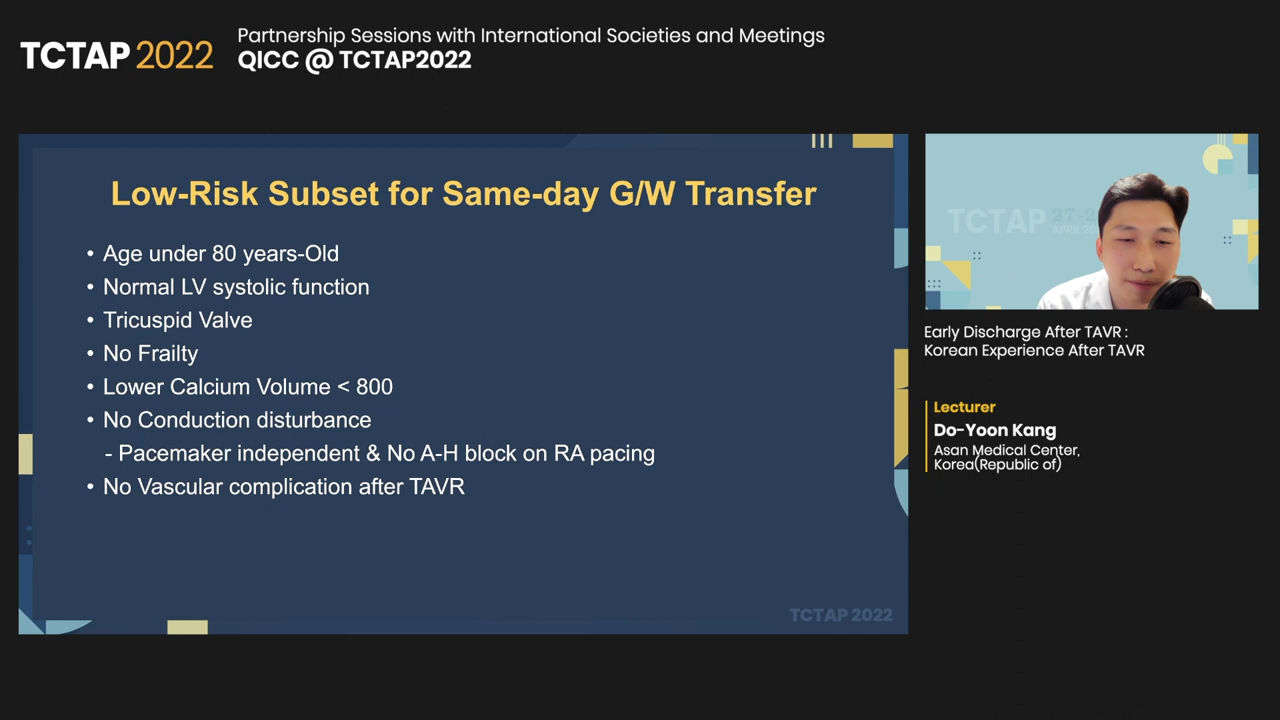 TCTAP 2022
Partnership Sessions with International Societies and Meetings
QICC @ TCTAP2022
Low-Risk Subset for Same-day G/W Transfer
• Age under 80 years-Old
• Normal LV systolic function
• Tricuspid Valve
• No Frailty
• Lower Calcium Volume < 800
• No Conduction disturbance
- Pacemaker independent & No A-H block on RA pacing
• No Vascular complication after TAVR
TCTAP 2022
TCTAP
Early Discharge After TAVR :
Korean Experience After TAVR
Lecturer
Do-Yoon Kang
Asan Medical Center,
Korea(Republic of)